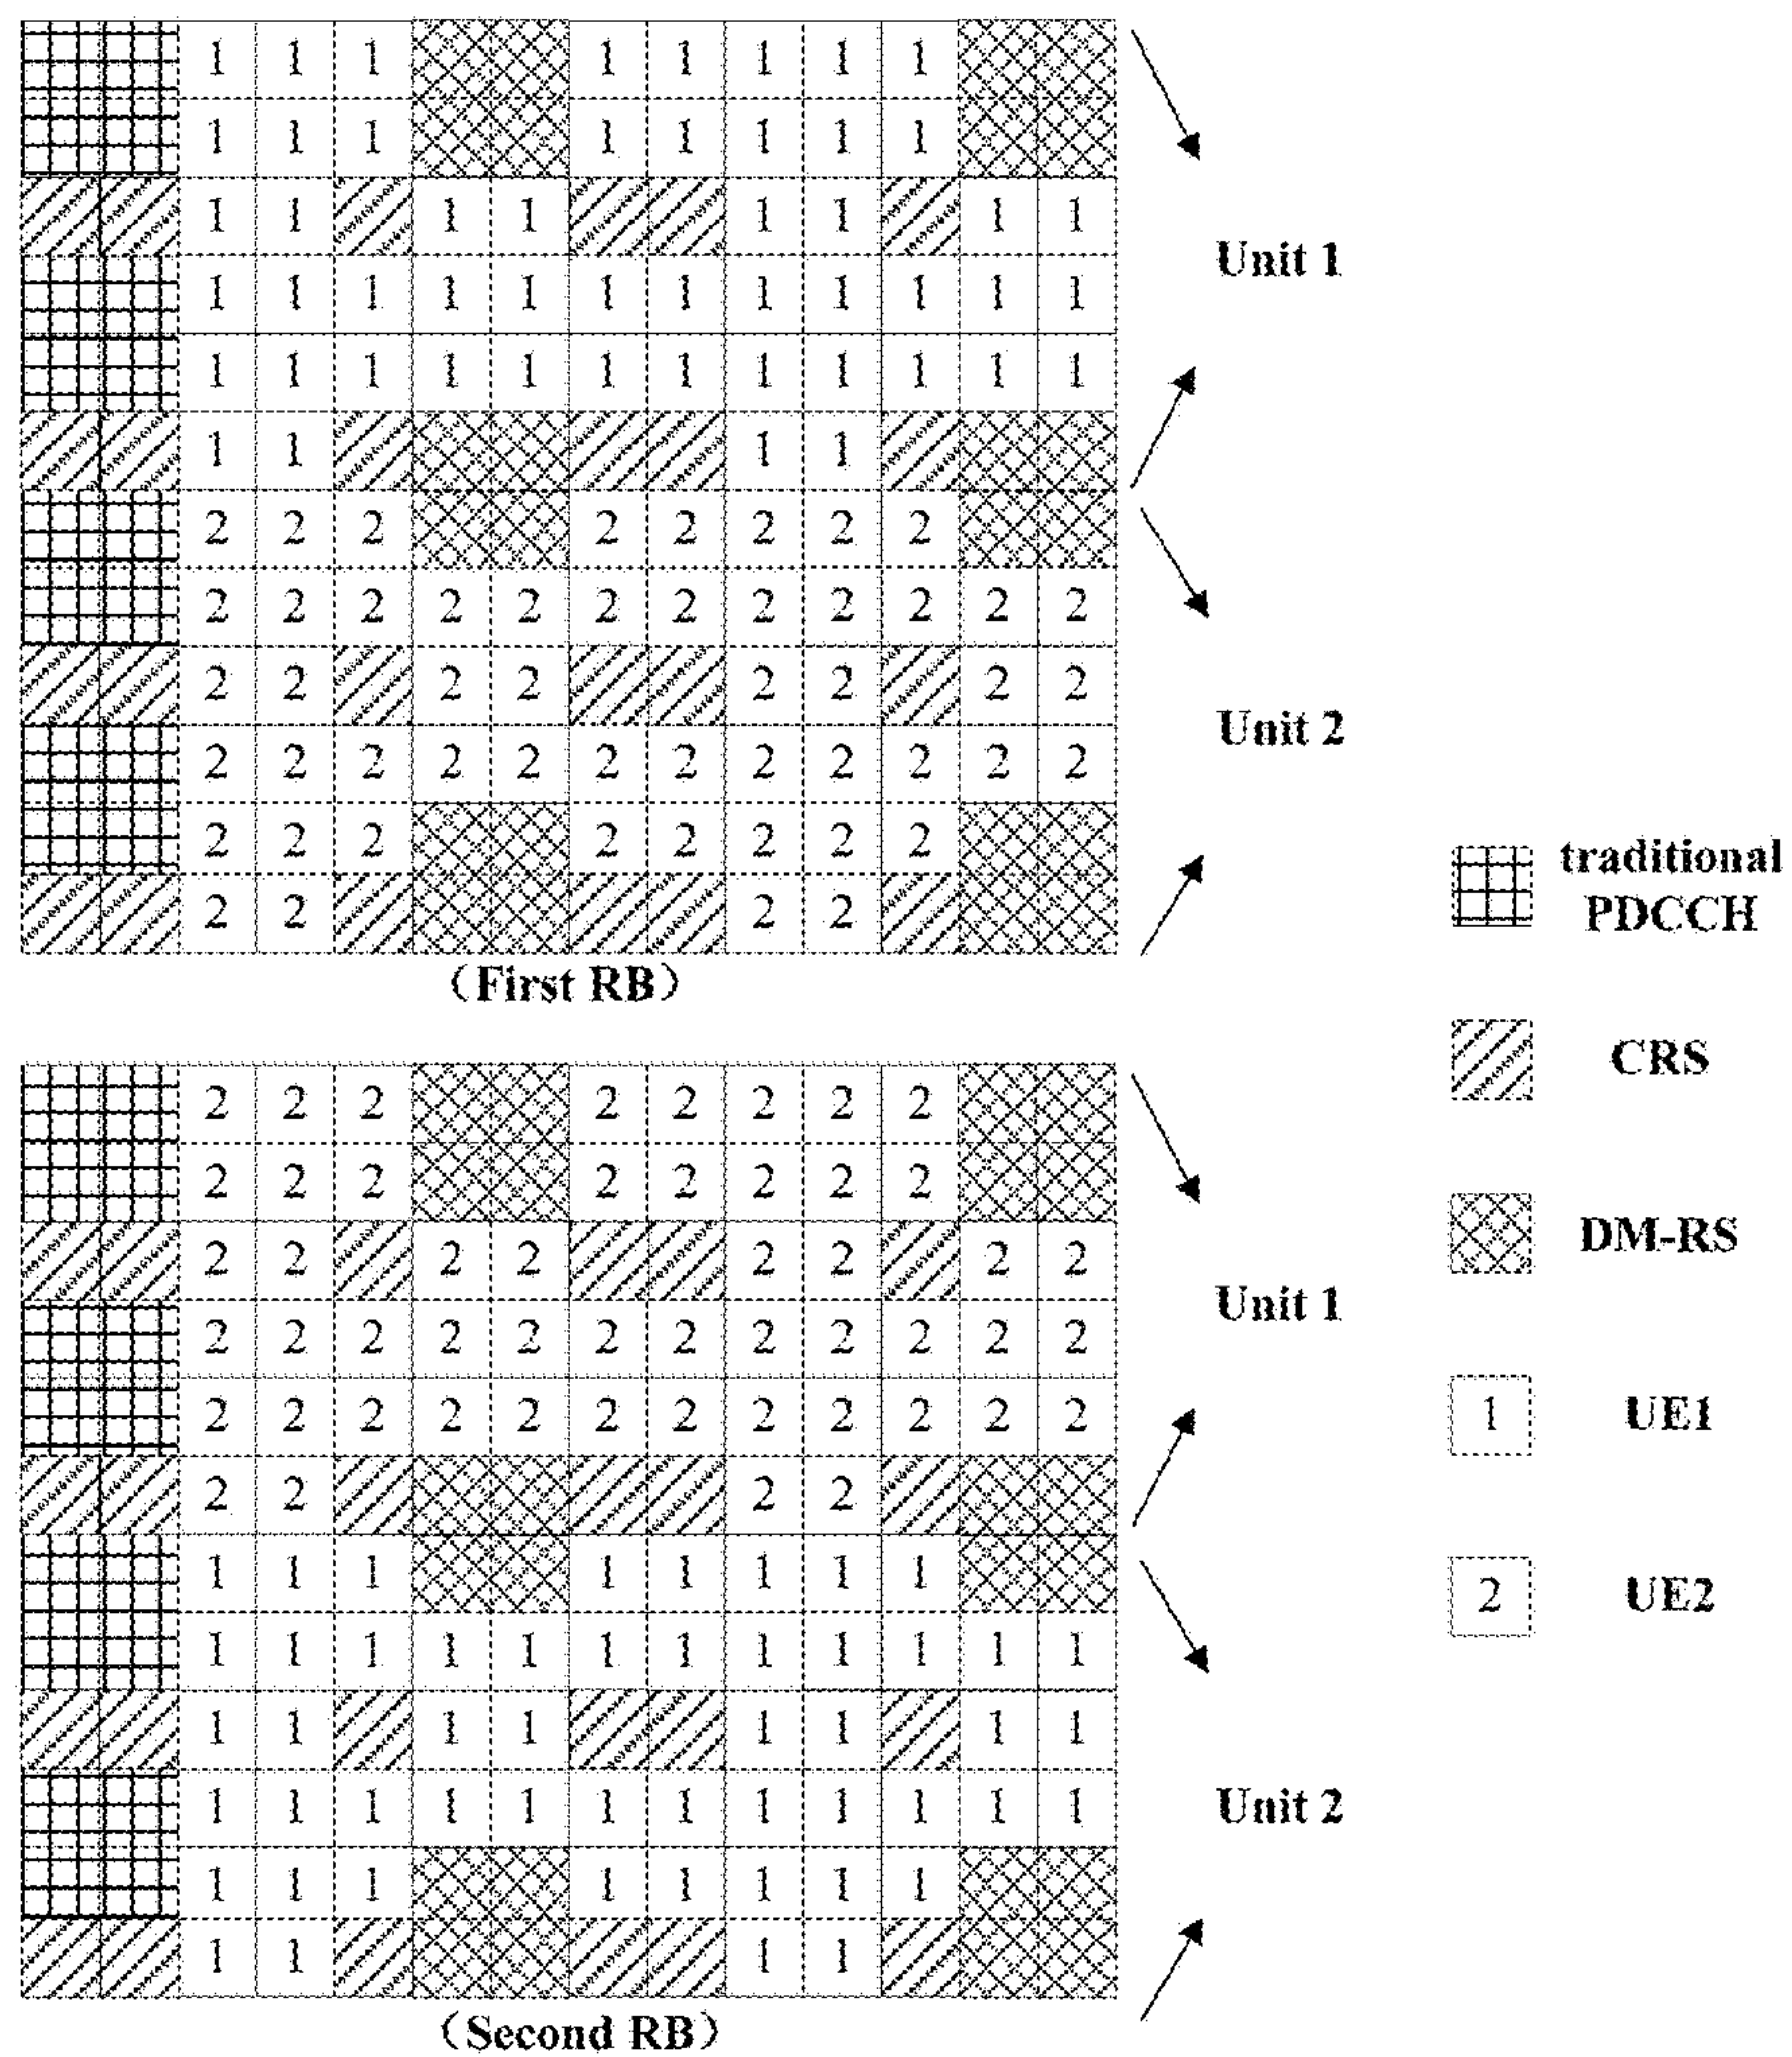 1 1 1 1 1 1 1 1
1 1 1 1 1 1 1 1
1 1 1 1 1 1 1 1
Unit 1
1 1 1 1 1 1 1 1 1 1 1 1
1 1 1 1 1 1 1 1 1 1 1 1
1 1 1 1
2 2 2 2 2 2 2 2
2 2 2 2 2 2 2 2 2 2 2 2
2 2 2 2 2 2 2 2
Unit 2
2 2 2 2 2 2 2 2 2 2 2 2
2 2 2 2 2 2 2 2
2 2 2 2
(First RB)
2 2 2 2 2 2 2 2
2 2 2 2 2 2 2 2
2 2 2 2 2 2 2 2
Unit 1
2 2 2 2 2 2 2 2 2 2 2 2
2 2 2 2 2 2 2 2 2 2 2 2
2 2 2 2
1 1 1 1 1 1 1 1
1 1 1 1 1 1 1 1 1 1 1 1
1 1 1 1 1 1 1 1
Unit 2
1 1 1 1 1 1 1 1 1 1 1 1
1 1 1 1 1 1 1 1
1 1 1 1
(Second RB)
traditional
PDCCH
CRS
DM-RS
1 UE1
2 UE2